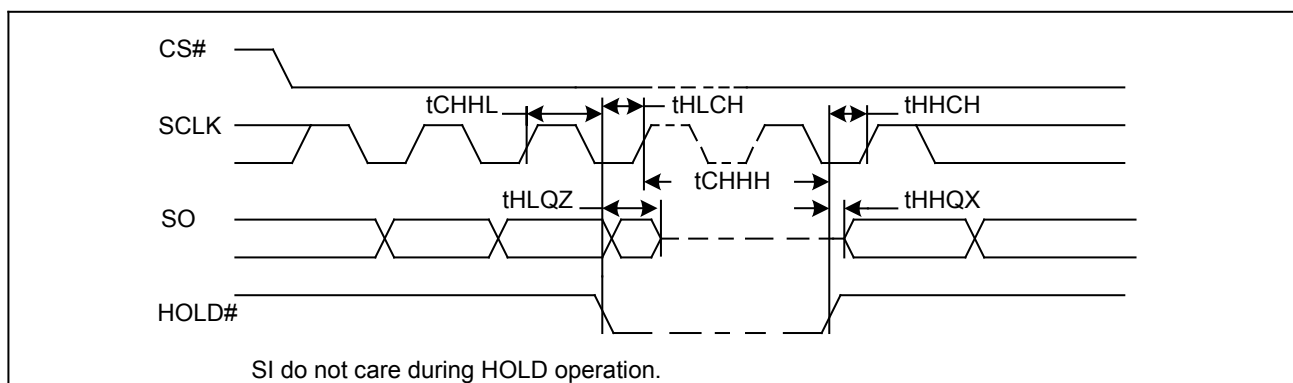 CS#
tCHHL
tHLCH
tHHCH
SCLK
tCHHH
tHLQZ
tHHQX
SO
HOLD#
SI do not care during HOLD operation.